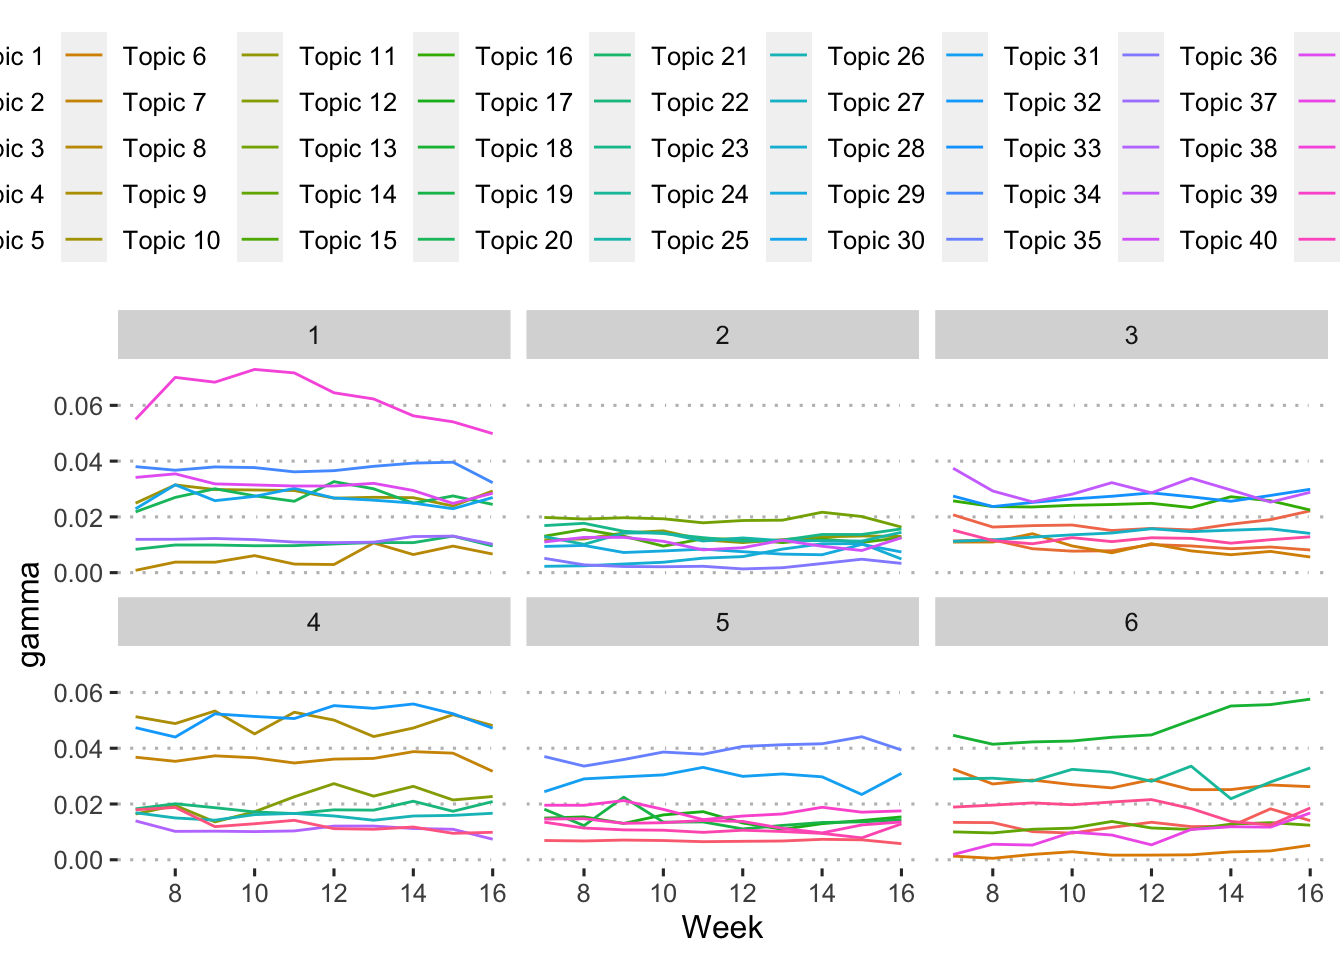 pic 1 Topic 6 Topic 11 Topic 16 Topic 21 Topic 26 Topic 31 Topic 36
pic 2 Topic 7 Topic 12 Topic 17 Topic 22 Topic 27 Topic 32 Topic 37
pic 3 Topic 8 Topic 13 Topic 18 Topic 23 Topic 28 Topic 33 Topic 38
pic 4 Topic 9 Topic 14 Topic 19 Topic 24 Topic 29 Topic 34 Topic 39
pic 5 Topic 10 Topic 15 Topic 20 Topic 25 Topic 30 Topic 35 Topic 40
1 2 3
0.06
0.04
0.02
0.00
gamma
4 5 6
0.06
0.04
0.02
0.00
8 10 12 14 16 8 10 12 14 16 8 10 12 14 16
Week